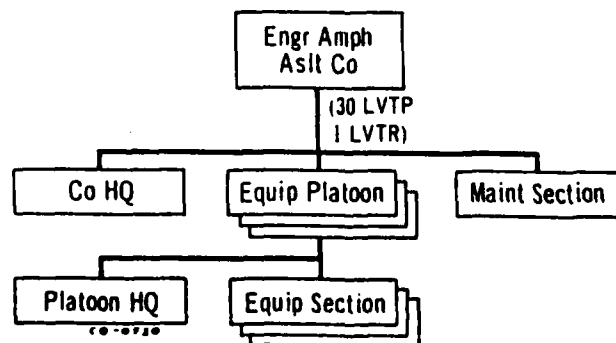 Engr Amph
Aslt Co
(30 LVTP
1 LVTR)
Co HQ
Equip Platoon
Maint Section
Platoon HQ
Equip Section